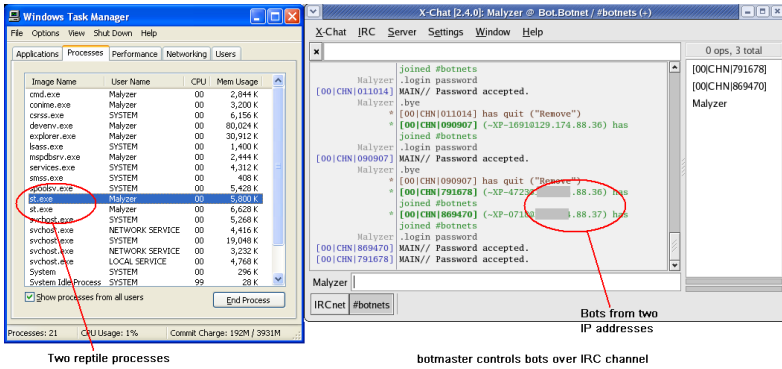 Windows Task Manager
File Options View Shut Down Help
Applications Processes Performance Networking Users
Image Name User Name CPU Mem Usage
cmd.exe Malyzer 00 2,844 K
conime.exe Malyzer 00 3,200 K
csrss.exe SYSTEM 00 6,156 K
devenv.exe Malyzer 00 80,024 K
explorer.exe Malyzer 00 30,912 K
lsass.exe SYSTEM 00 1,400 K
mspdbsrv.exe Malyzer 00 2,444 K
services.exe SYSTEM 00 4,312 K
smss.exe SYSTEM 00 408 K
spoolsv.exe SYSTEM 00 5,428 K
st.exe Malyzer 00 5,800 K
st.exe Malyzer 00 6,628 K
svchost.exe SYSTEM 00 5,268 K
svchost.exe NETWORK SERVICE 00 4,416 K
svchost.exe SYSTEM 00 19,048 K
svchost.exe NETWORK SERVICE 00 3,232 K
svchost.exe LOCAL SERVICE 00 4,768 K
System SYSTEM 00 296 K
System Idle Process SYSTEM 99 28 K
Show processes from all users
End Process
Processes: 21 CPU Usage: 1% Commit Charge: 192M / 3931M
Two reptile processes
X-Chat [2.4.0]: Malyzer @ Bot.Botnet / #botnets (+)
X-Chat IRC Server Settings Window Help
0 ops, 3 total
joined #botnets
Malyzer .login password
[00|CHN|011014] MAIN// Password accepted.
Malyzer .bye
* [00|CHN|011014] has quit ("Remove")
* [00|CHN|090907] (~XP-16910129.174.88.36) has
joined #botnets
Malyzer .login password
[00|CHN|090907] MAIN// Password accepted.
Malyzer .bye
* [00|CHN|090907] has quit ("Remove")
* [00|CHN|791678] (~XP-4723 .88.36) has
joined #botnets
* [00|CHN|869470] (~XP-0718 .88.37) has
joined #botnets
Malyzer .login password
[00|CHN|869470] MAIN// Password accepted.
[00|CHN|791678] MAIN// Password accepted.
[00|CHN|791678]
[00|CHN|869470]
Malyzer
Malyzer
IRCnet #botnets
Bots from two
IP addresses
botmaster controls bots over IRC channel